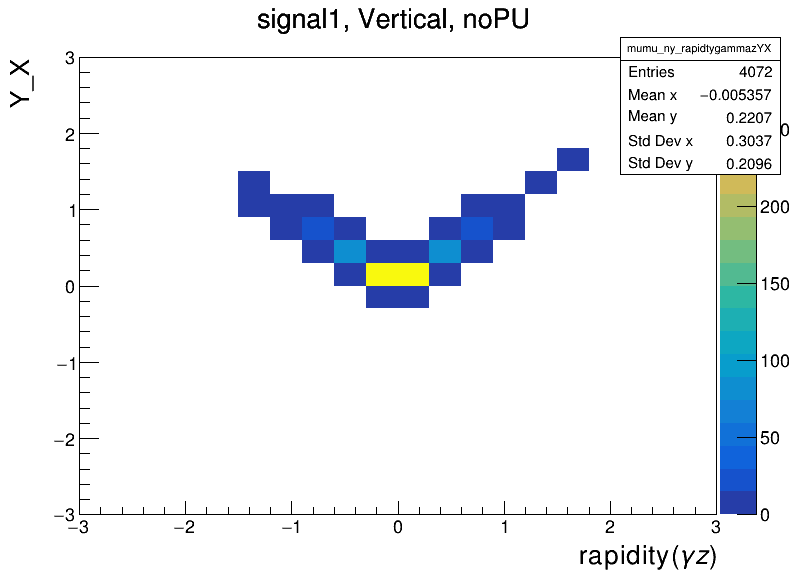 signal1, Vertical, noPU
mumu_ny_rapidtygammazYX
Entries 4072
Mean x −0.005357
Mean y 0.2207
Std Dev x 0.3037
Std Dev y 0.2096
Y_X
3
2
1
0
−1
−2
−3
−3 −2 −1 0 1 2 3
rapidity(γz)
0
200
150
100
50
0